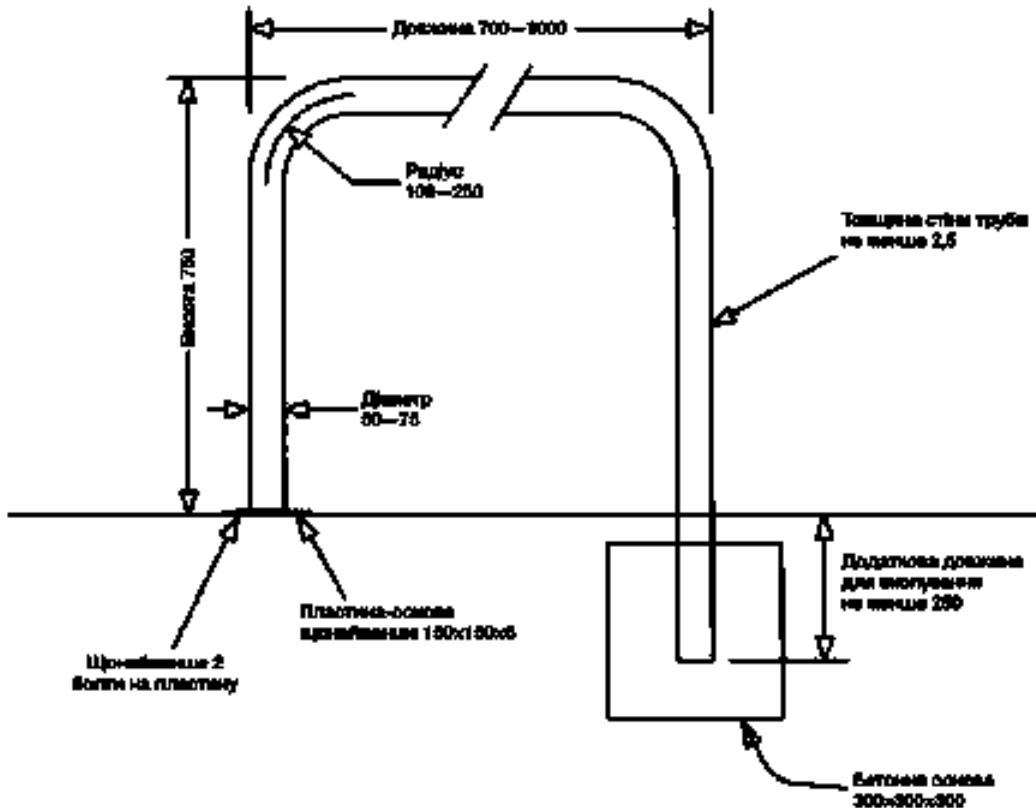 Довжина 700—1000
Радіус
100—250
Висота 750
Товщина стіни труби
не менше 2,5
Діаметр
50—75
Додаткова довжина
для вкопування
не менше 250
Пластина-основа
щонайменше 150x150x6
Щонайменше 2
болти на пластину
Бетонна основа
300x300x300